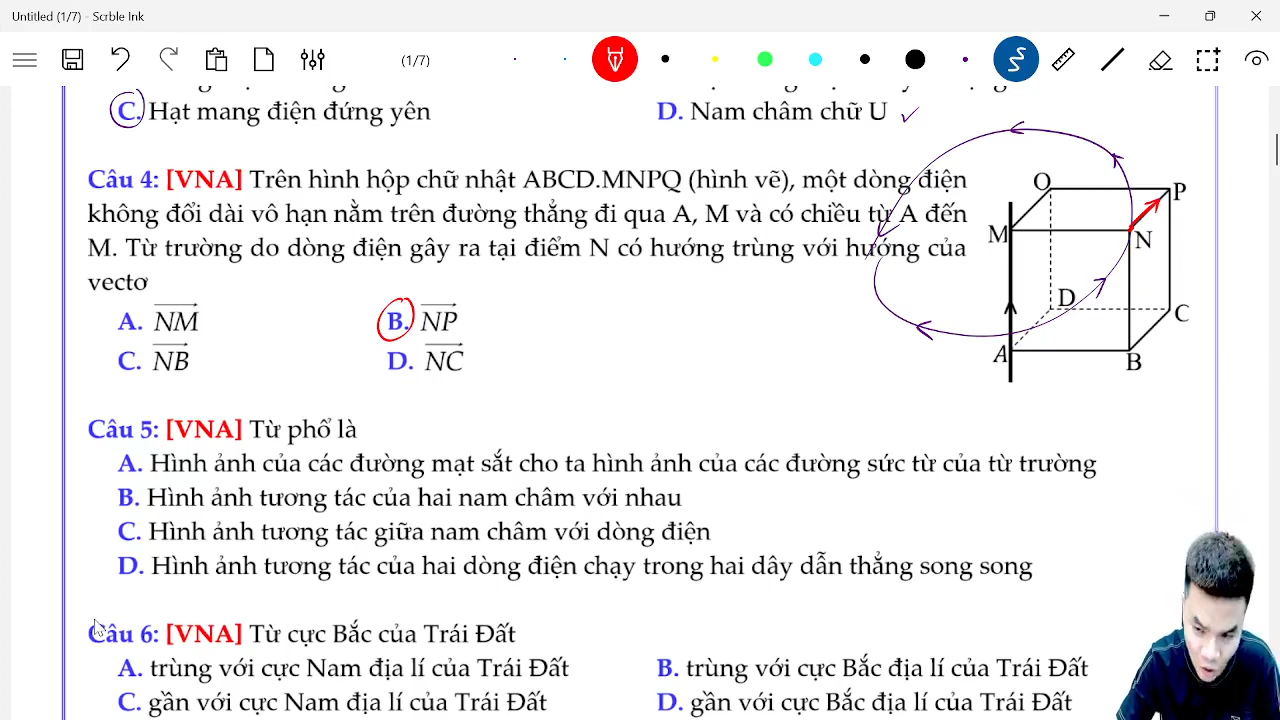 Untitled (1/7) - Scrble Ink
(1/7)
C. Hạt mang điện đứng yên
D. Nam châm chữ U
Câu 4: [VNA] Trên hình hộp chữ nhật ABCD.MNPQ (hình vẽ), một dòng điện
không đổi dài vô hạn nằm trên đường thẳng đi qua A, M và có chiều từ A đến
M. Từ trường do dòng điện gây ra tại điểm N có hướng trùng với hướng của
vectơ
A. NM
B. NP
C. NB
D. NC
O
P
M
N
D
C
A
B
Câu 5: [VNA] Từ phổ là
A. Hình ảnh của các đường mạt sắt cho ta hình ảnh của các đường sức từ của từ trường
B. Hình ảnh tương tác của hai nam châm với nhau
C. Hình ảnh tương tác giữa nam châm với dòng điện
D. Hình ảnh tương tác của hai dòng điện chạy trong hai dây dẫn thẳng song song
Câu 6: [VNA] Từ cực Bắc của Trái Đất
A. trùng với cực Nam địa lí của Trái Đất
B. trùng với cực Bắc địa lí của Trái Đất
C. gần với cực Nam địa lí của Trái Đất
D. gần với cực Bắc địa lí của Trái Đất